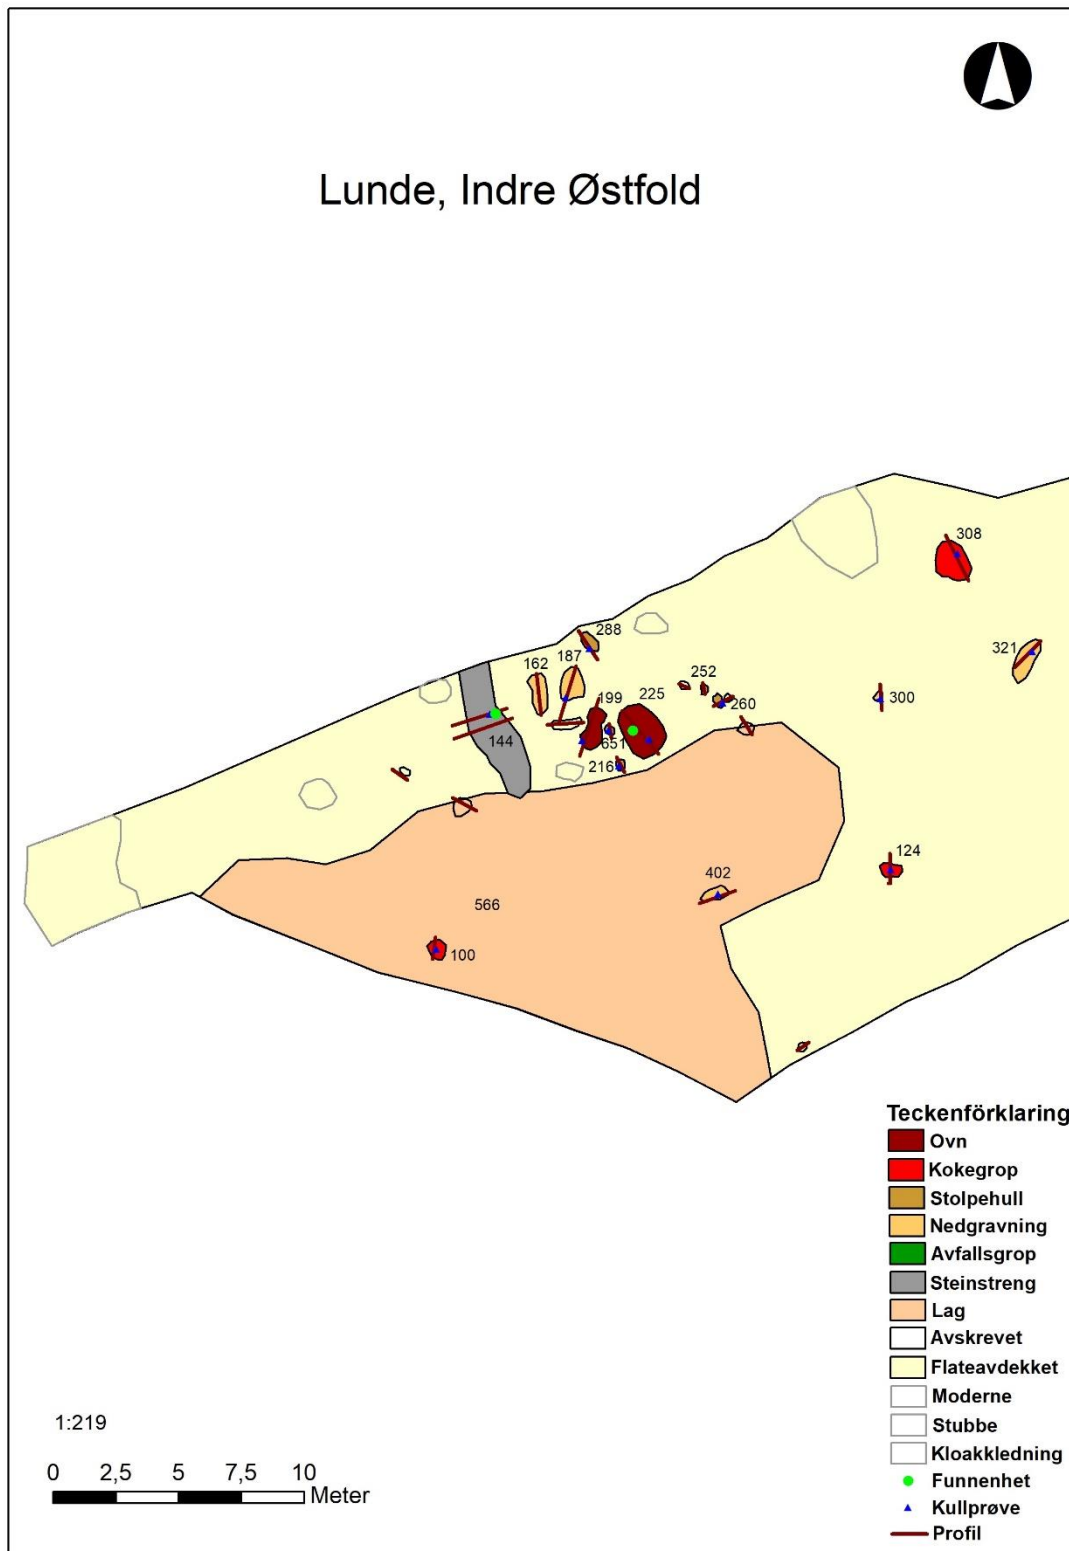 Lunde, Indre Østfold
308
288
321
162
187
252
199
225
300
260
144
651
216
124
402
566
100
Teckenförklaring
Ovn
Kokegrop
Stolpehull
Nedgravning
Avfallsgrop
Steinstreng
Lag
Avskrevet
Flateavdekket
Moderne
Stubbe
Kloakkledning
Funnenhet
Kullprøve
Profil
1:219
0 2,5 5 7,5 10
Meter